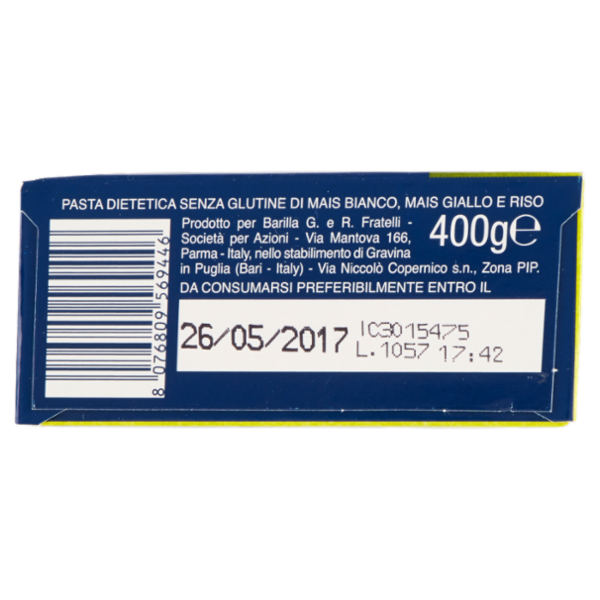 PASTA DIETETICA SENZA GLUTINE DI MAIS BIANCO, MAIS GIALLO E RISO
Prodotto per Barilla G. e R. Fratelli -
Società per Azioni - Via Mantova 166,
Parma - Italy, nello stabilimento di Gravina
in Puglia (Bari - Italy) - Via Niccolò Copernico s.n., Zona PIP.
400g℮
DA CONSUMARSI PREFERIBILMENTE ENTRO IL
26/05/2017
IC3015475
L.1057 17:42
8 076809 569446